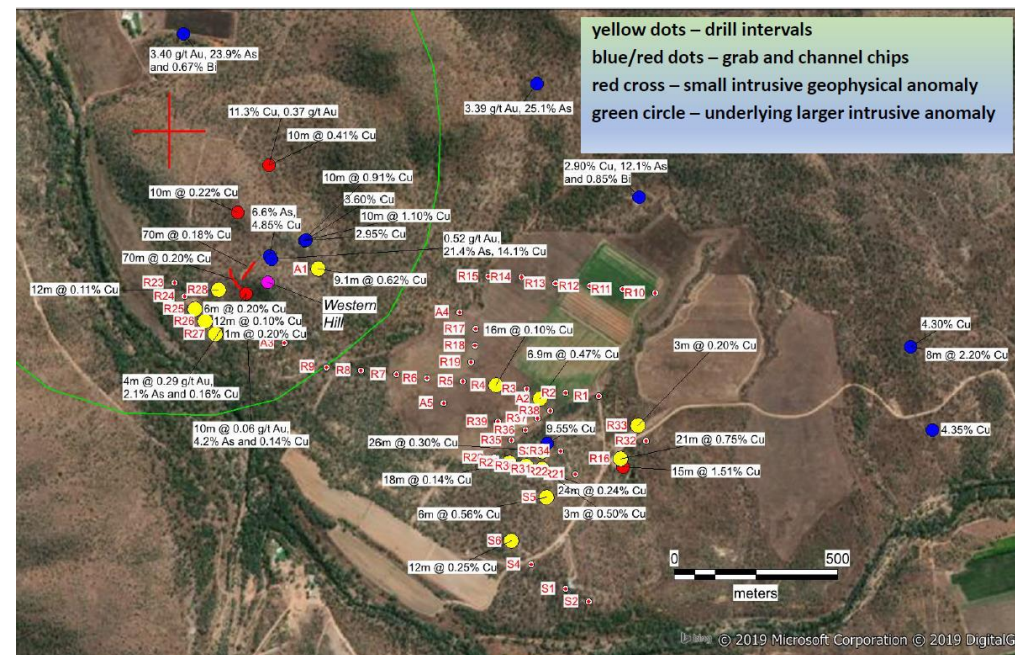 yellow dots – drill intervals
blue/red dots – grab and channel chips
red cross – small intrusive geophysical anomaly
green circle – underlying larger intrusive anomaly
3.40 g/t Au, 23.9% As
and 0.67% Bi
3.39 g/t Au, 25.1% As
11.3% Cu, 0.37 g/t Au
10m @ 0.41% Cu
2.90% Cu, 12.1% As
and 0.85% Bi
10m @ 0.91% Cu
10m @ 0.22% Cu
3.60% Cu
6.6% As,
4.85% Cu
10m @ 1.10% Cu
2.95% Cu
70m @ 0.18% Cu
0.52 g/t Au,
21.4% As, 14.1% Cu
70m @ 0.20% Cu
A1
9.1m @ 0.62% Cu
R15
R14
R13
R12
R11
R10
R23
R24
R28
12m @ 0.11% Cu
Western
Hill
R25
6m @ 0.20% Cu
R26
12m @ 0.10% Cu
R27
1m @ 0.20% Cu
A3
A4
R17
16m @ 0.10% Cu
4.30% Cu
R18
6.9m @ 0.47% Cu
3m @ 0.20% Cu
8m @ 2.20% Cu
R19
R9
R8
R7
R6
R5
R4
R3
R2
R1
4m @ 0.29 g/t Au,
2.1% As and 0.16% Cu
A5
A2
R38
R37
R39
R36
9.55% Cu
R33
4.35% Cu
10m @ 0.06 g/t Au,
4.2% As and 0.14% Cu
26m @ 0.30% Cu
R35
R34
R32
21m @ 0.75% Cu
R31
R22
R21
R16
15m @ 1.51% Cu
18m @ 0.14% Cu
24m @ 0.24% Cu
6m @ 0.56% Cu
S5
3m @ 0.50% Cu
S6
12m @ 0.25% Cu
S4
S1
S2
0 500
meters
© 2019 Microsoft Corporation © 2019 DigitalG